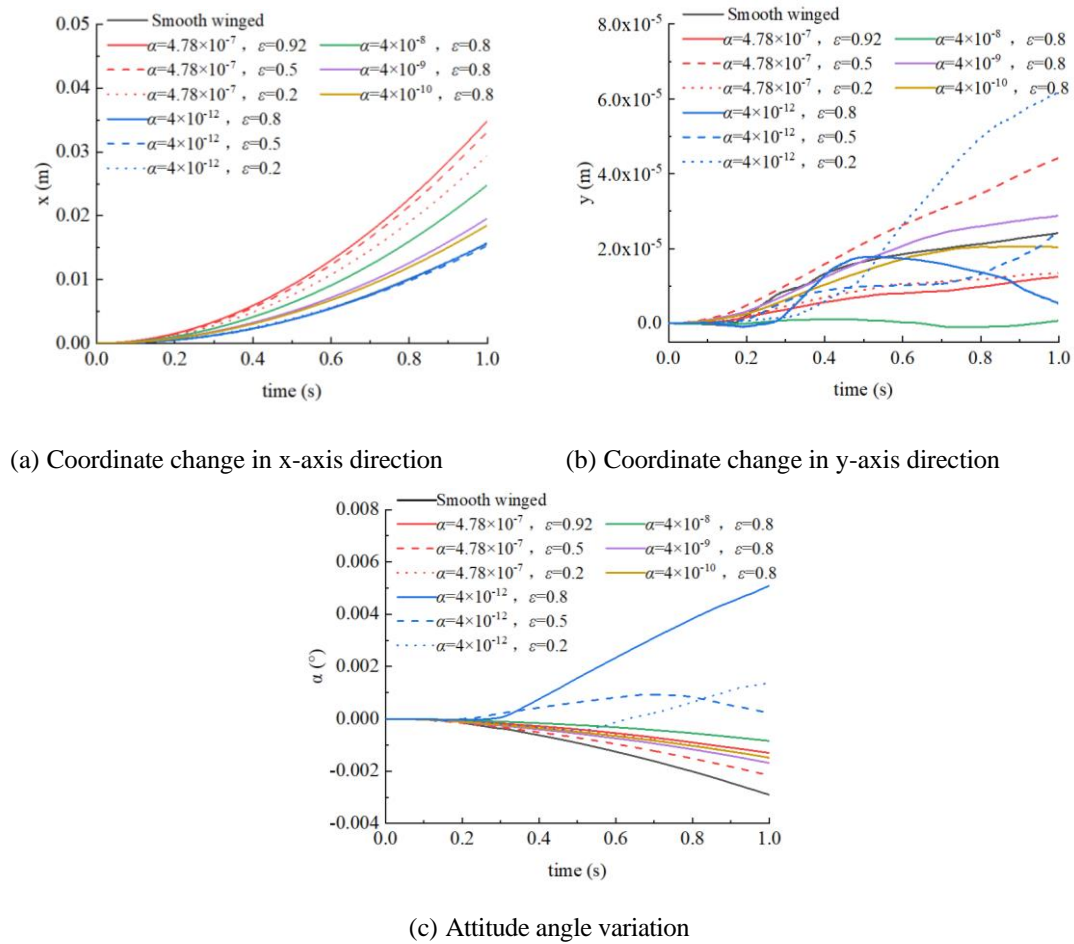 Smooth winged
α=4.78×10⁻⁷ , ε=0.92 α=4×10⁻⁸ , ε=0.8
α=4.78×10⁻⁷ , ε=0.5 α=4×10⁻⁹ , ε=0.8
α=4.78×10⁻⁷ , ε=0.2 α=4×10⁻¹⁰ , ε=0.8
α=4×10⁻¹² , ε=0.8
α=4×10⁻¹² , ε=0.5
α=4×10⁻¹² , ε=0.2
0.05
0.04
0.03
0.02
0.01
0.00
x (m)
0.0 0.2 0.4 0.6 0.8 1.0
time (s)
(a) Coordinate change in x-axis direction
Smooth winged
α=4.78×10⁻⁷ , ε=0.92 α=4×10⁻⁸ , ε=0.8
α=4.78×10⁻⁷ , ε=0.5 α=4×10⁻⁹ , ε=0.8
α=4.78×10⁻⁷ , ε=0.2 α=4×10⁻¹⁰ , ε=0.8
α=4×10⁻¹² , ε=0.8
α=4×10⁻¹² , ε=0.5
α=4×10⁻¹² , ε=0.2
8.0x10⁻⁵
6.0x10⁻⁵
4.0x10⁻⁵
2.0x10⁻⁵
0.0
y (m)
0.0 0.2 0.4 0.6 0.8 1.0
time (s)
(b) Coordinate change in y-axis direction
Smooth winged
α=4.78×10⁻⁷ , ε=0.92 α=4×10⁻⁸ , ε=0.8
α=4.78×10⁻⁷ , ε=0.5 α=4×10⁻⁹ , ε=0.8
α=4.78×10⁻⁷ , ε=0.2 α=4×10⁻¹⁰ , ε=0.8
α=4×10⁻¹² , ε=0.8
α=4×10⁻¹² , ε=0.5
α=4×10⁻¹² , ε=0.2
0.008
0.006
0.004
0.002
0.000
-0.002
-0.004
α (°)
0.0 0.2 0.4 0.6 0.8 1.0
time (s)
(c) Attitude angle variation